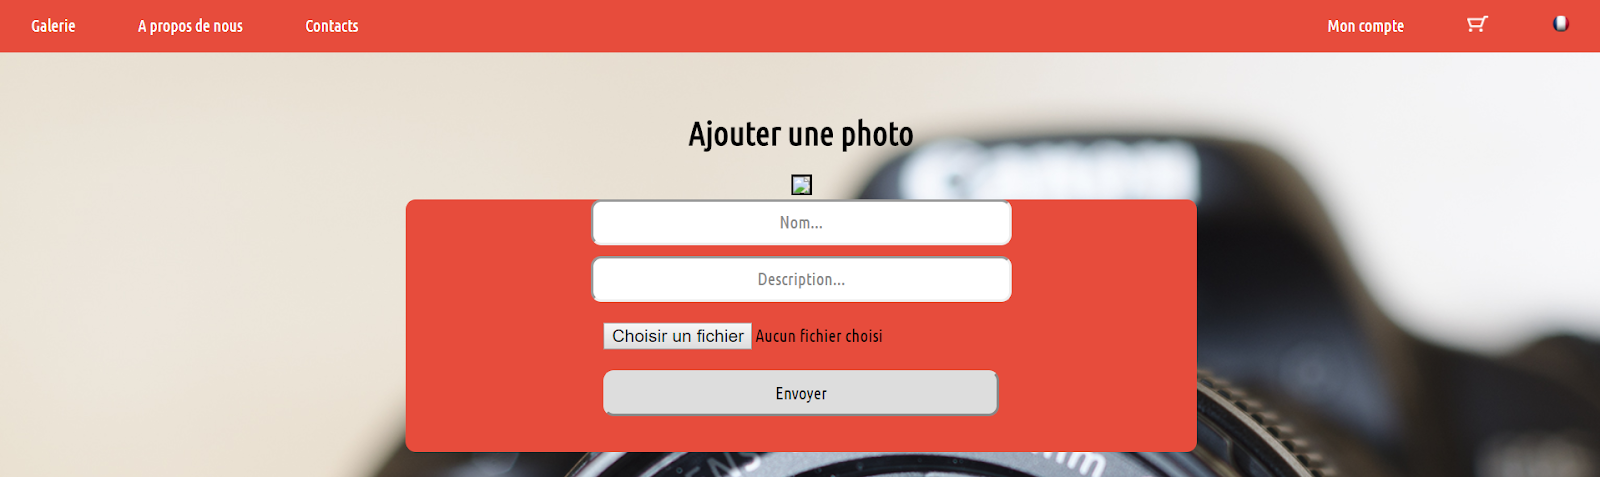 Galerie A propos de nous Contacts Mon compte
Ajouter une photo
Nom...
Description...
Choisir un fichier Aucun fichier choisi
Envoyer